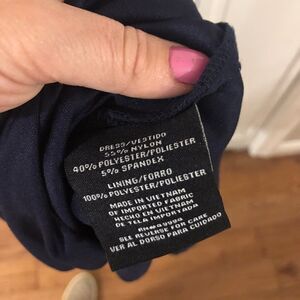 DRESS/VESTIDO
55% NYLON
40% POLYESTER/POLIESTER
5% SPANDEX
LINING/FORRO
100% POLYESTER/POLIESTER
MADE IN VIETNAM
OF IMPORTED FABRIC
HECHO EN VIETNAM
DE TELA IMPORTADA
SEE REVERSE FOR CARE
VER AL DORSO PARA CUIDADO